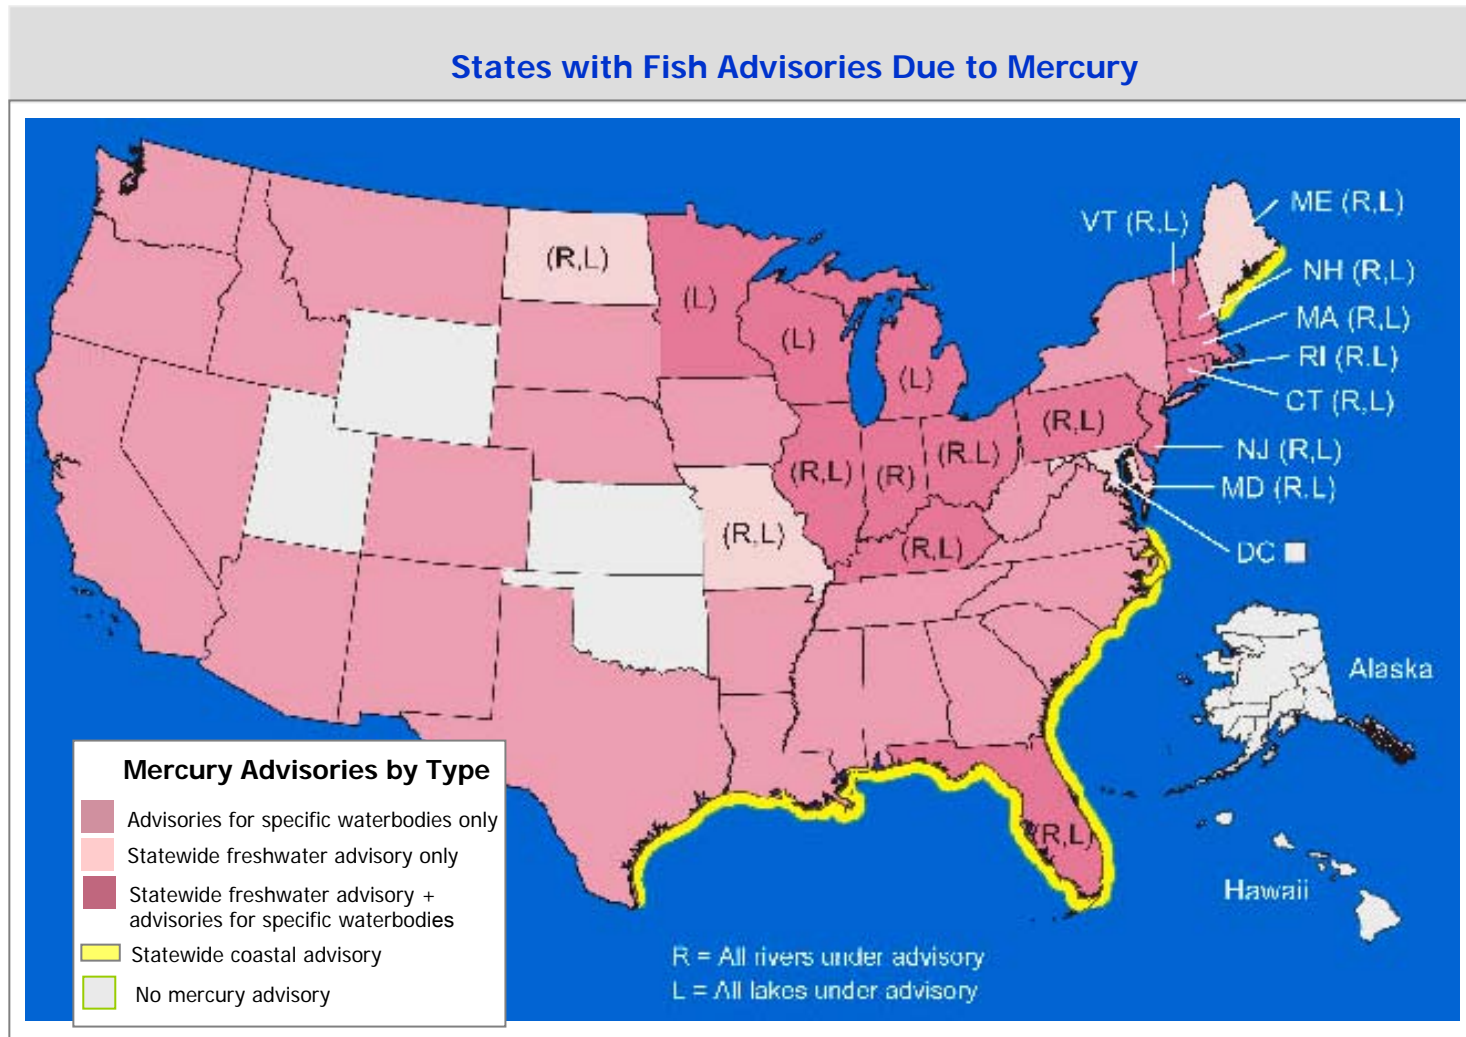 States with Fish Advisories Due to Mercury
ME (R,L)
VT (R,L)
(R,L)
NH (R,L)
(L)
MA (R,L)
(L)
RI (R.L)
(L)
CT (R,L)
(R,L)
NJ (R,L)
(R.L)
(R,L)
(R)
MD (R.L)
(R,L)
(R,L)
DC
Alaska
(R,L)
Hawaii
Mercury Advisories by Type
Advisories for specific waterbodies only
Statewide freshwater advisory only
Statewide freshwater advisory +
advisories for specific waterbodies
Statewide coastal advisory
No mercury advisory
R = All rivers under advisory
L = All lakes under advisory